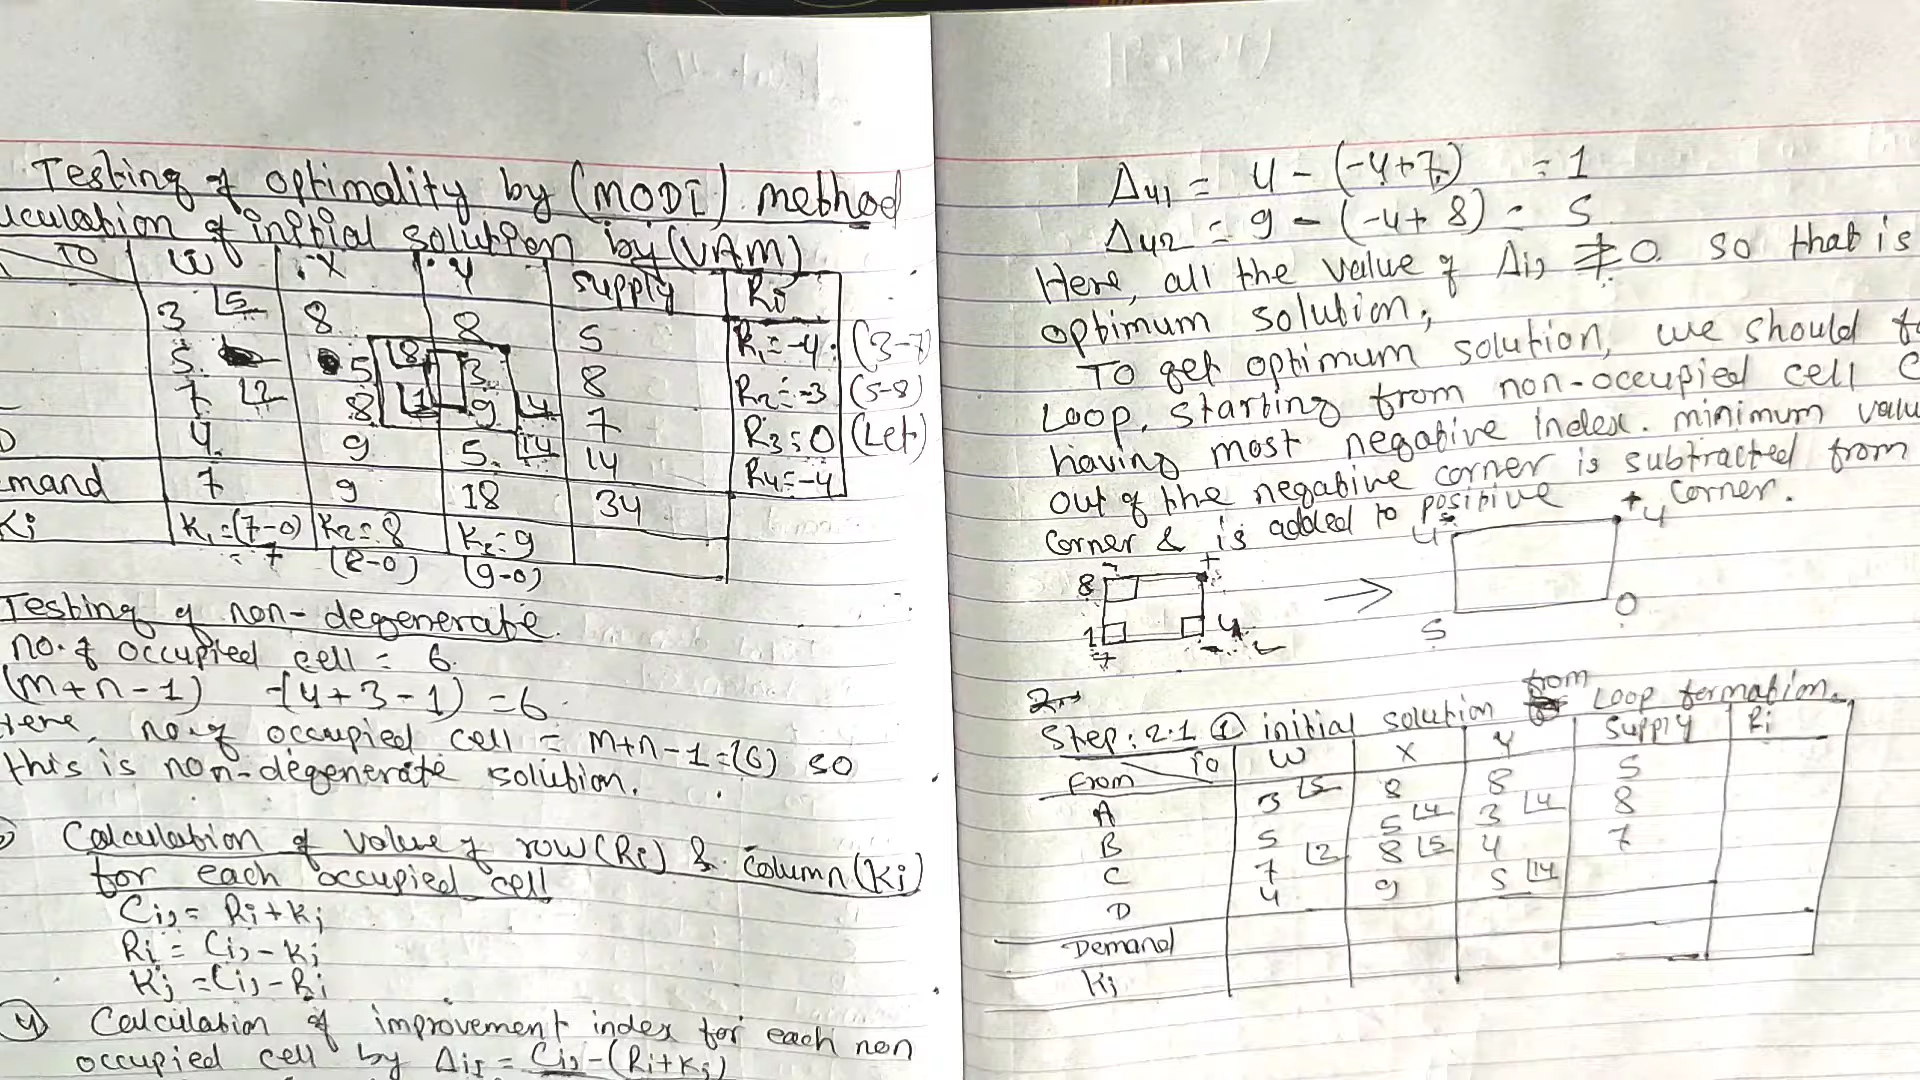 Testing of optimality by (MODI) method
lculation of initial solution by (VAM)
TO W X Y supply Ri
3 5 8 8 5 R1=-4 (3-7)
5 5 8 3 8 R2=-3 (5-8)
7 2 8 1 9 4 7 R3=0 (Let)
D 4 9 5 14 14 R4=-4
mand 7 9 18 34
Kj K1=(7-0) K2=8 K2=9
=7 (8-0) (9-0)
Testing of non-degenerate
no. of occupied cell = 6.
(m+n-1) -(4+3-1) =6.
Here, no. of occupied cell = m+n-1=(6) so
this is non-degenerate solution.
Calculation of value of row (Ri) & column (Kj)
for each occupied cell
Cij = Ri+Kj
Ri = Cij-Kj
Kj = Cij-Ri
4) Calculation of improvement index for each non
occupied cell by Δij = Cij-(Ri+Kj)
Δ41 = 4 - (-4+7) = 1
Δ42 = 9 - (-4+8) = 5
Here, all the value of Δij ≱ 0. so that is
optimum solution,
To get optimum solution, we should fo
Loop, starting from non-occupied cell C
having most negative index. minimum valu
out of the negative corner is subtracted from
corner & is added to positive corner.
8 - + 4 +4
1 + 4 - → 5 0
Step: 2.1 ① initial solution from Loop formation.
From To W X Y Supply Ri
A 3 5 8 8 5
B 5 5 4 3 4 8
C 7 2 8 5 4 7
D 4 9 5 14
Demand
Kj